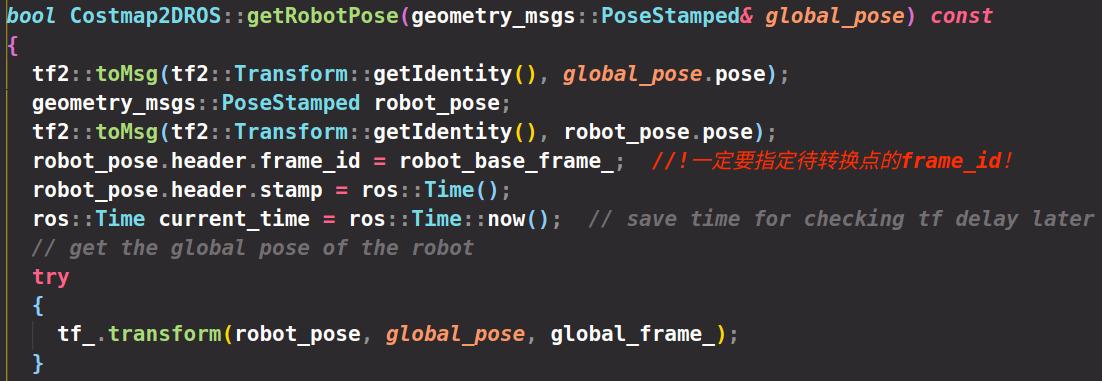 bool Costmap2DROS::getRobotPose(geometry_msgs::PoseStamped& global_pose) const
{
  tf2::toMsg(tf2::Transform::getIdentity(), global_pose.pose);
  geometry_msgs::PoseStamped robot_pose;
  tf2::toMsg(tf2::Transform::getIdentity(), robot_pose.pose);
  robot_pose.header.frame_id = robot_base_frame_;  //!一定要指定待转换点的frame_id!
  robot_pose.header.stamp = ros::Time();
  ros::Time current_time = ros::Time::now();  // save time for checking tf delay later
  // get the global pose of the robot
  try
  {
    tf_.transform(robot_pose, global_pose, global_frame_);
  }